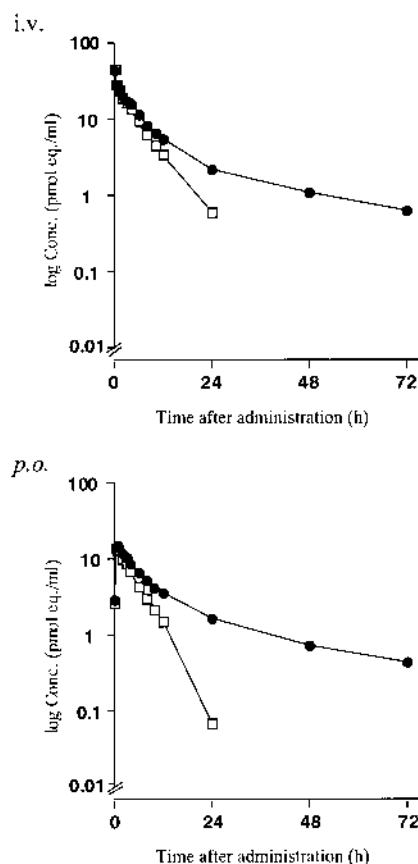 i.v.
100
10
1
0.1
0.01
log Conc. (pmol eq./ml)
0 24 48 72
Time after administration (h)
p.o.
100
10
1
0.1
0.01
log Conc. (pmol eq./ml)
0 24 48 72
Time after administration (h)